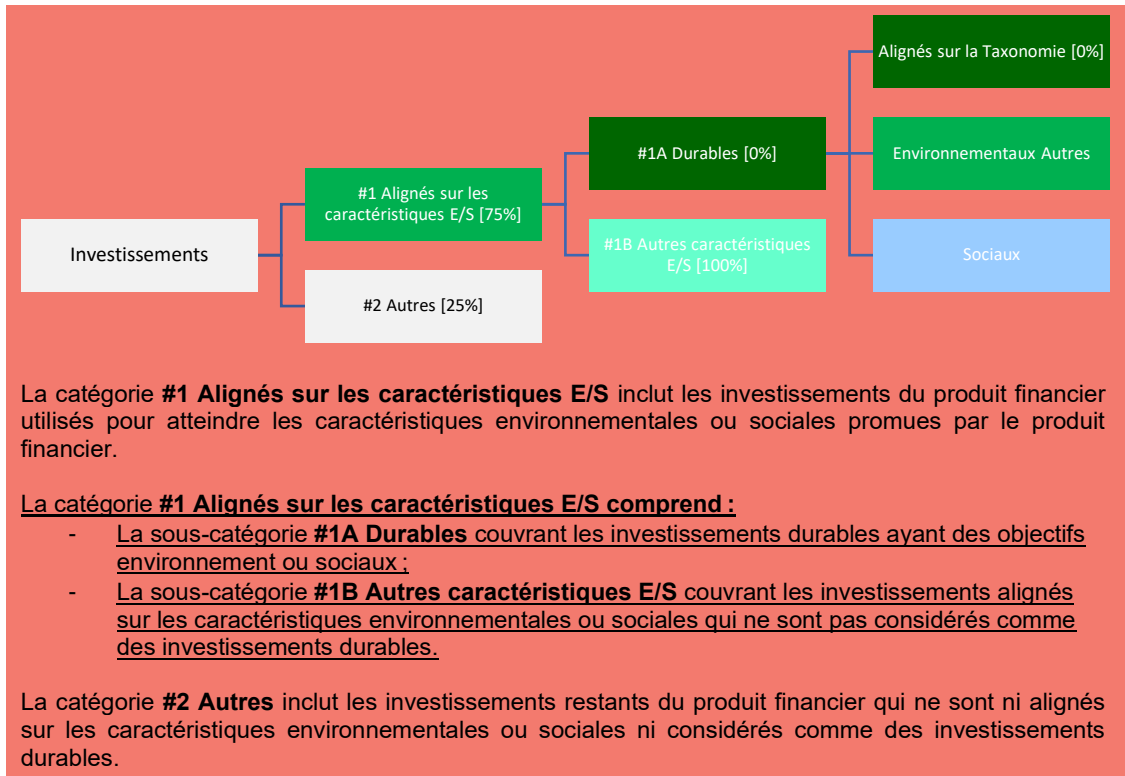 Alignés sur la Taxonomie [0%]
#1A Durables [0%]
Environnementaux Autres
#1 Alignés sur les
caractéristiques E/S [75%]
Investissements
#1B Autres caractéristiques
E/S [100%]
Sociaux
#2 Autres [25%]
La catégorie #1 Alignés sur les caractéristiques E/S inclut les investissements du produit financier
utilisés pour atteindre les caractéristiques environnementales ou sociales promues par le produit
financier.
La catégorie #1 Alignés sur les caractéristiques E/S comprend :
- La sous-catégorie #1A Durables couvrant les investissements durables ayant des objectifs
environnement ou sociaux ;
- La sous-catégorie #1B Autres caractéristiques E/S couvrant les investissements alignés
sur les caractéristiques environnementales ou sociales qui ne sont pas considérés comme
des investissements durables.
La catégorie #2 Autres inclut les investissements restants du produit financier qui ne sont ni alignés
sur les caractéristiques environnementales ou sociales ni considérés comme des investissements
durables.